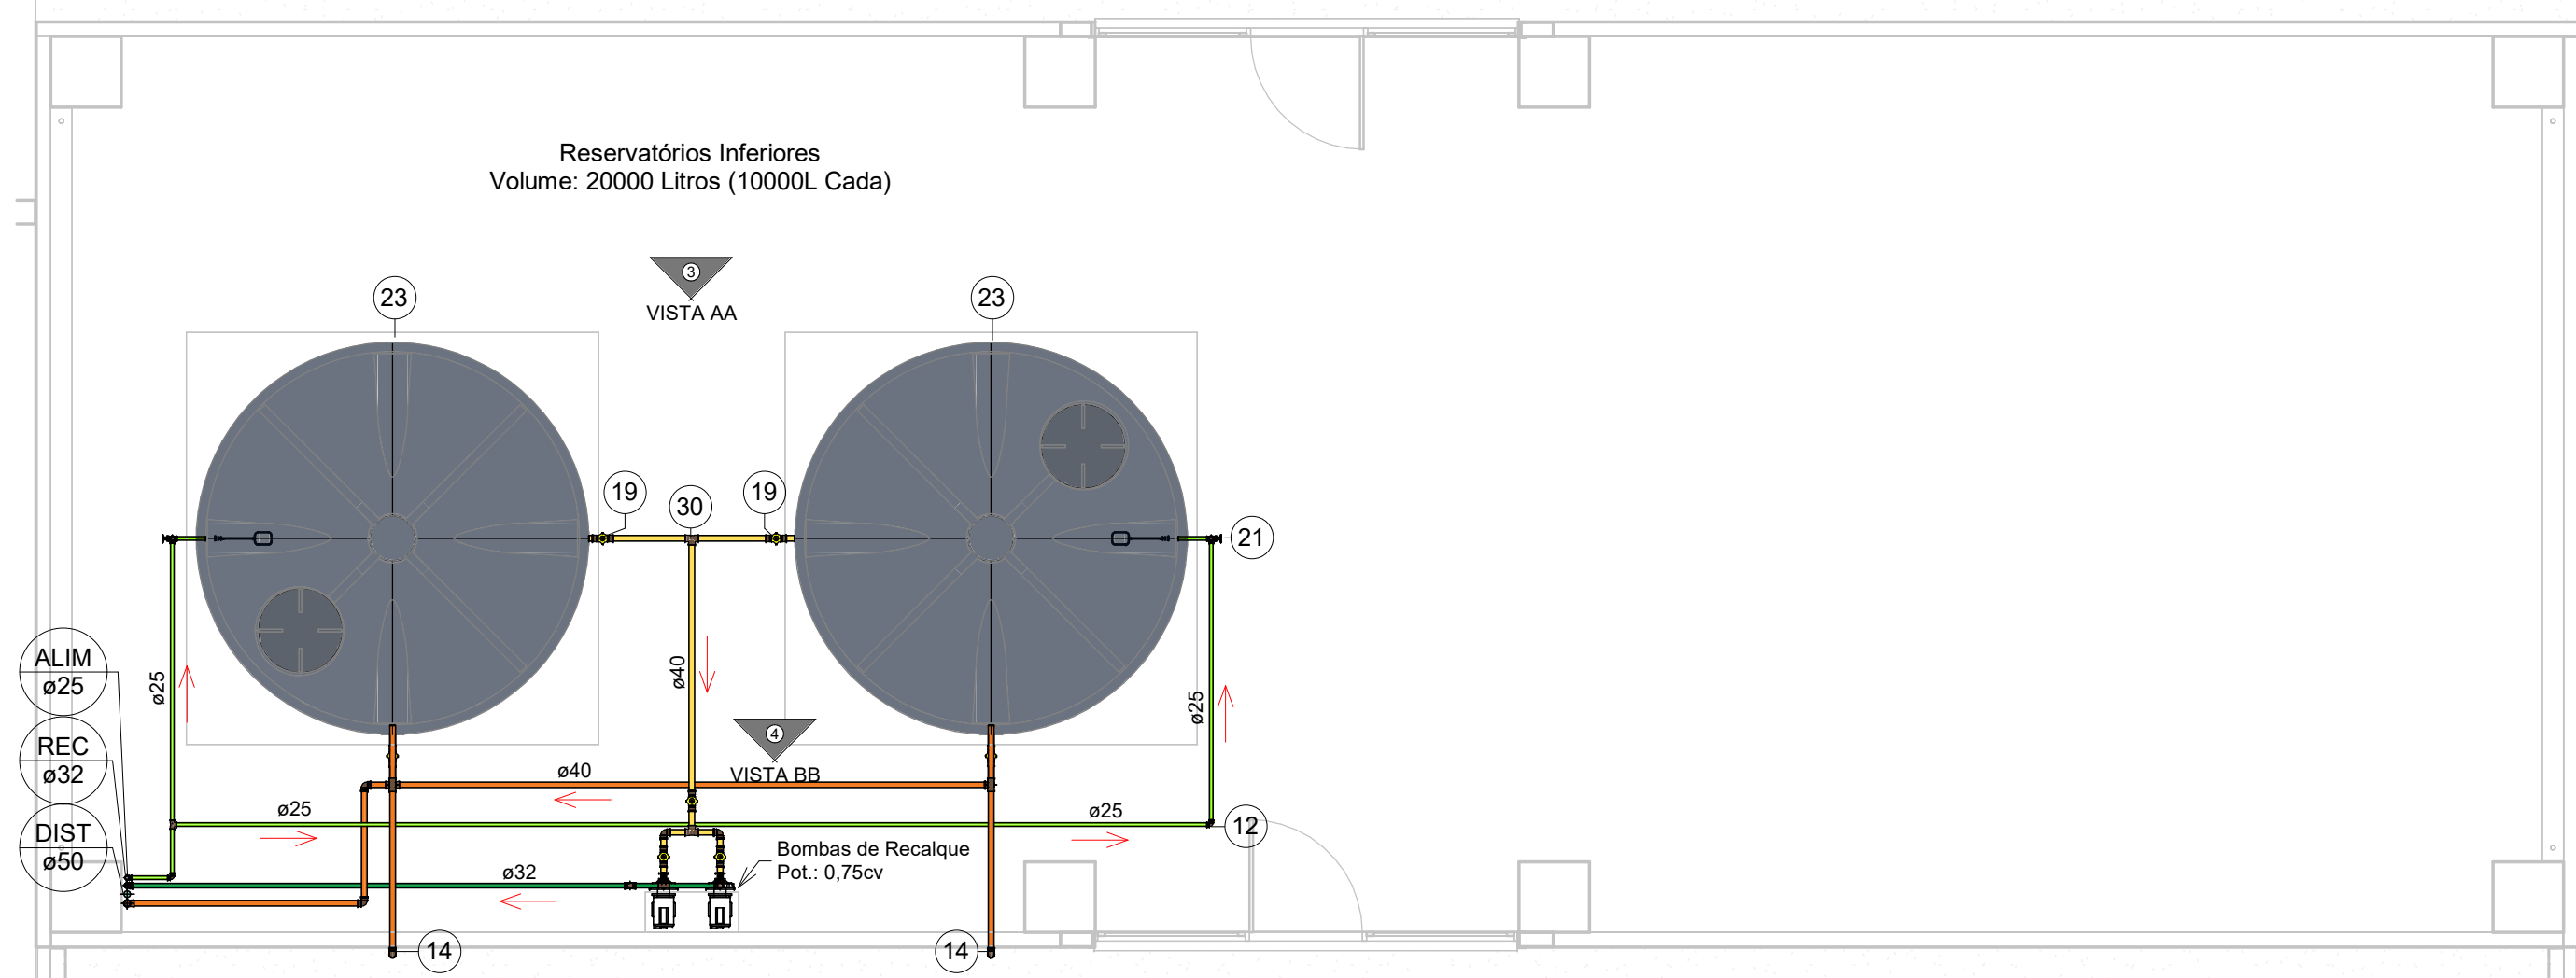 Reservatórios Inferiores
Volume: 20000 Litros (10000L Cada)
3
VISTA AA
23
23
19
30
19
21
ALIM
ø25
REC
ø32
DIST
ø50
ø25
ø40
ø25
4
VISTA BB
ø40
ø25
ø25
12
Bombas de Recalque
Pot.: 0,75cv
ø32
14
14